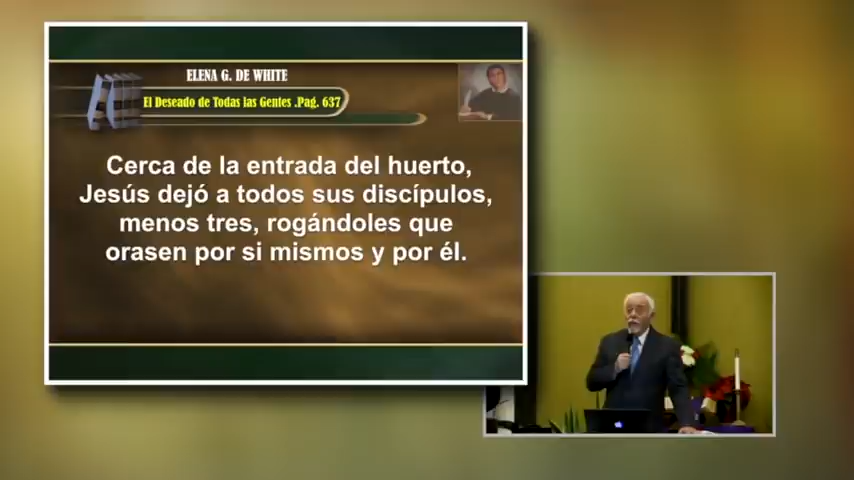 ELENA G. DE WHITE
El Deseado de Todas las Gentes .Pag. 637
Cerca de la entrada del huerto,
Jesús dejó a todos sus discípulos,
menos tres, rogándoles que
orasen por si mismos y por él.